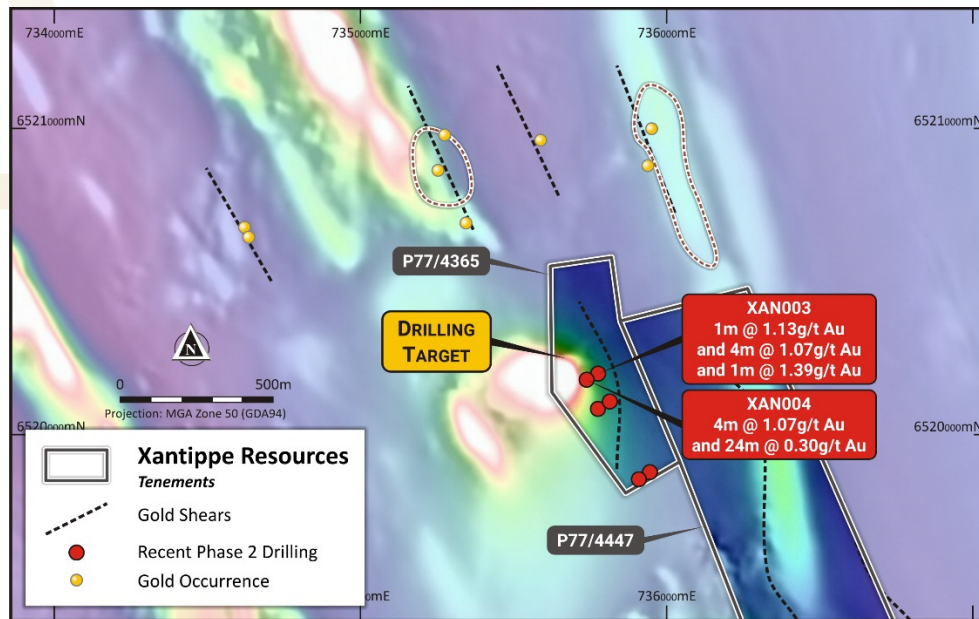 734000mE
735000mE
736000mE
6521000mN
6521000mN
P77/4365
DRILLING
TARGET
XAN003
1m @ 1.13g/t Au
and 4m @ 1.07g/t Au
and 1m @ 1.39g/t Au
N
0
500m
Projection: MGA Zone 50 (GDA94)
XAN004
4m @ 1.07g/t Au
and 24m @ 0.30g/t Au
6520000mN
6520000mN
Xantippe Resources
Tenements
Gold Shears
Recent Phase 2 Drilling
Gold Occurrence
P77/4447
734000mE
735000mE
736000mE